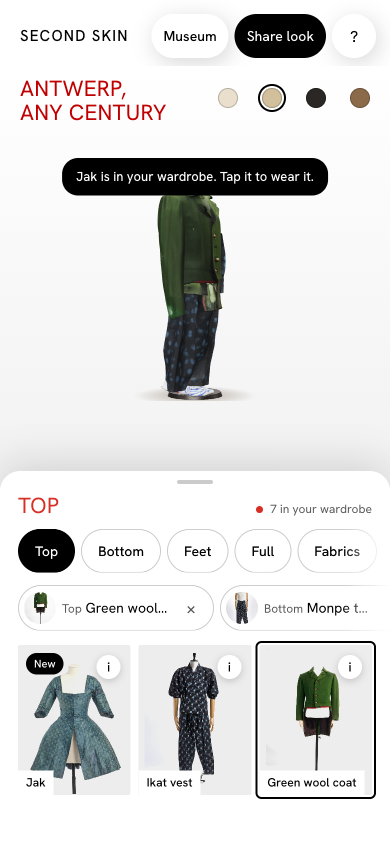 SECOND SKIN
Museum
Share look
?
ANTWERP,
ANY CENTURY
Jak is in your wardrobe. Tap it to wear it.
TOP
7 in your wardrobe
Top
Bottom
Feet
Full
Fabrics
Top Green wool...
×
Bottom Monpe t...
New
i
i
i
Jak
Ikat vest
Green wool coat